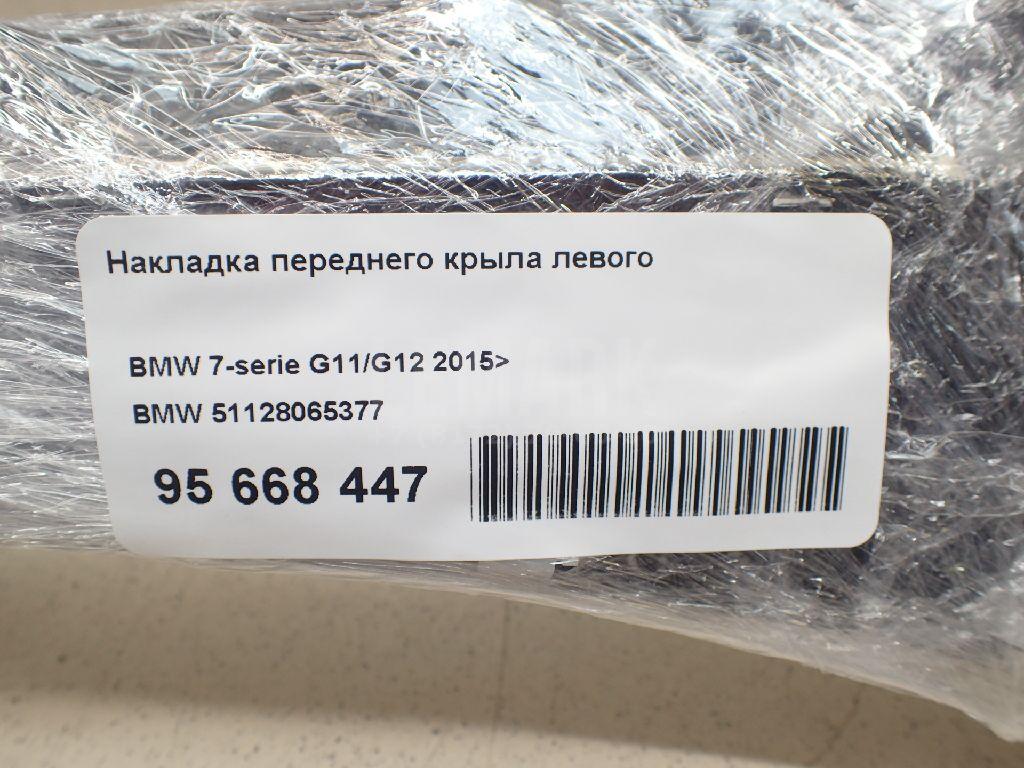 Накладка переднего крыла левого
BMW 7-serie G11/G12 2015>
BMW 51128065377
95 668 447